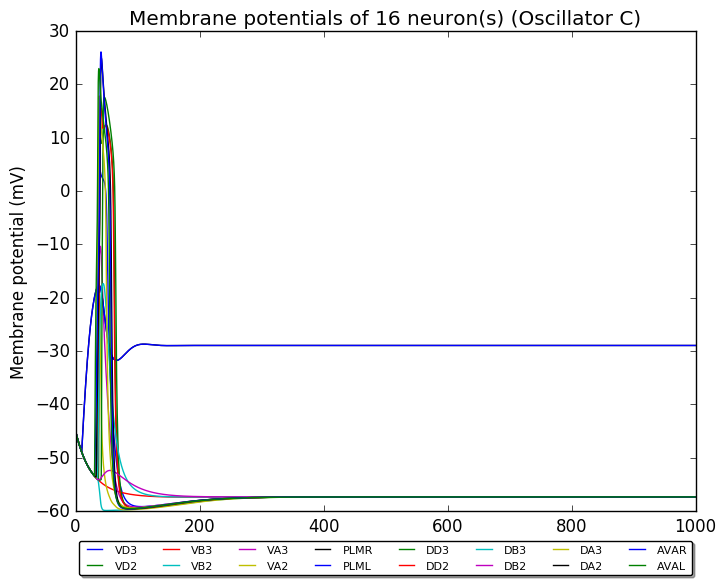 Membrane potentials of 16 neuron(s) (Oscillator C)
30
20
10
0
−10
−20
−30
−40
−50
−60
Membrane potential (mV)
0 200 400 600 800 1000
VD3 VB3 VA3 PLMR DD3 DB3 DA3 AVAR
VD2 VB2 VA2 PLML DD2 DB2 DA2 AVAL